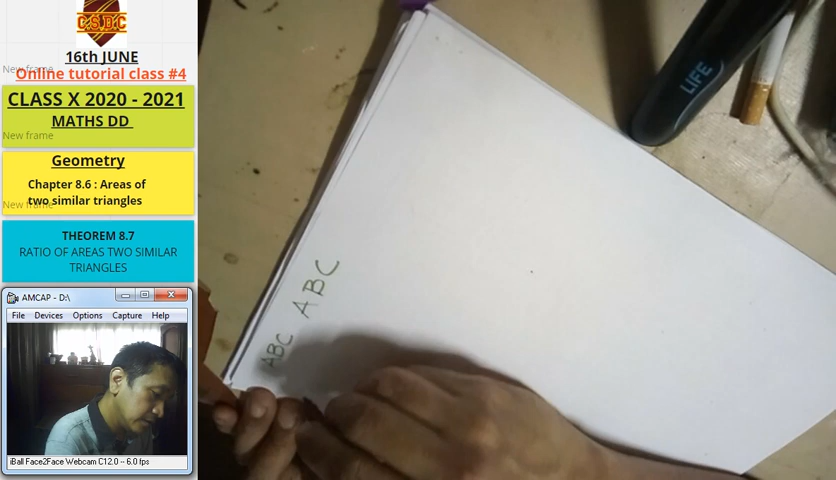 C.S.D.C
16th JUNE
New frame
Online tutorial class #4
CLASS X 2020 - 2021
MATHS DD
New frame
Geometry
Chapter 8.6 : Areas of
two similar triangles
New frame
THEOREM 8.7
RATIO OF AREAS TWO SIMILAR
TRIANGLES
AMCAP - D:\
File Devices Options Capture Help
iBall Face2Face Webcam C12.0 -- 6.0 fps
ABC
ABC
LIFE